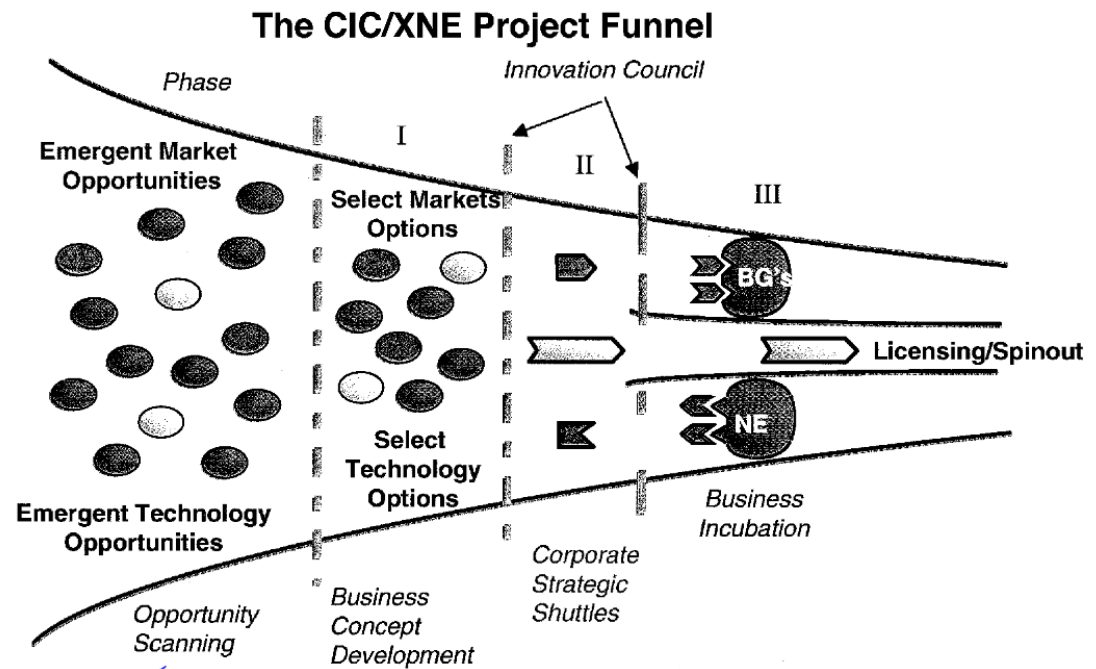 The CIC/XNE Project Funnel
Phase
Innovation Council
I
II
III
Emergent Market
Opportunities
Select Markets
Options
BG's
Licensing/Spinout
NE
Select
Technology
Options
Emergent Technology
Opportunities
Business
Incubation
Corporate
Strategic
Shuttles
Opportunity
Scanning
Business
Concept
Development